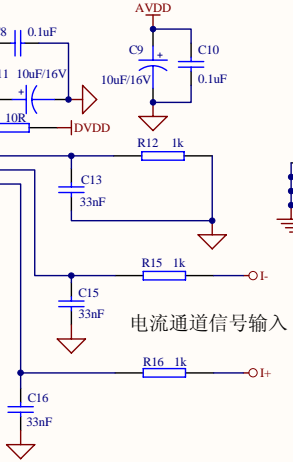 AVDD
8 0.1uF
C9 + C10
10uF/16V 0.1uF
11 10uF/16V
+
10R DVDD
R12 1k
C13
33nF
R15 1k I-
C15
33nF
电流通道信号输入
R16 1k I+
C16
33nF